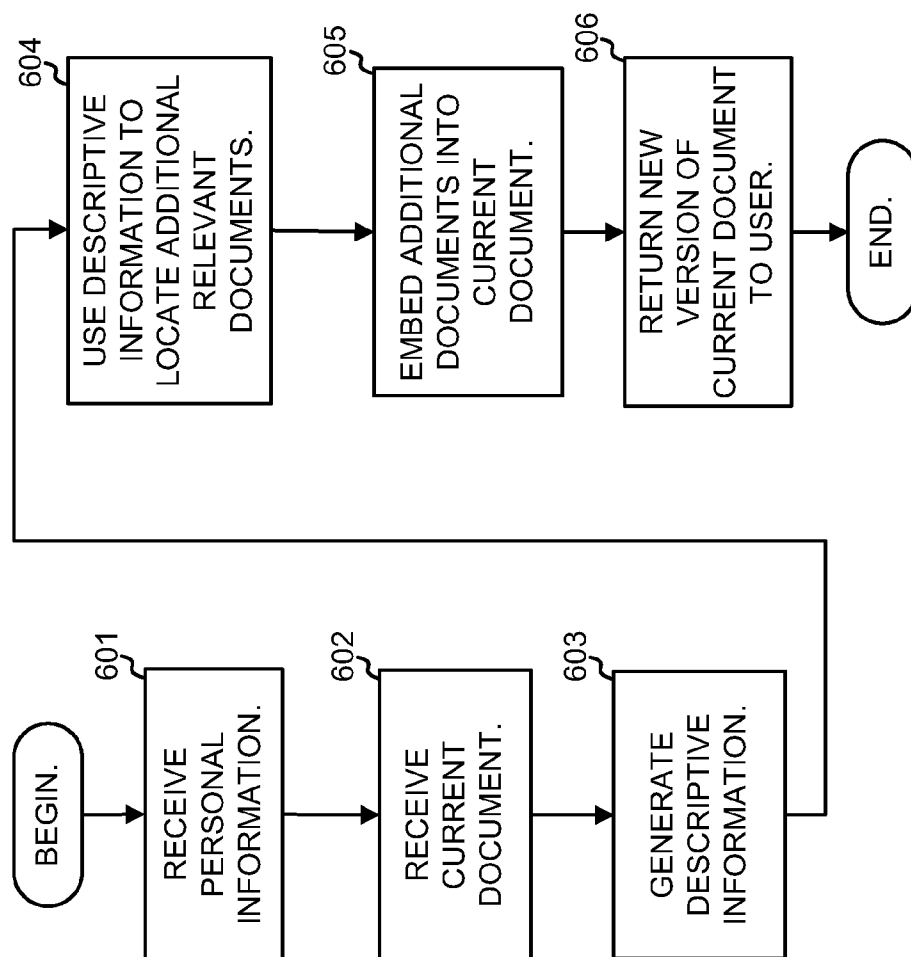 BEGIN.
601
RECEIVE
PERSONAL
INFORMATION.
602
RECEIVE
CURRENT
DOCUMENT.
603
GENERATE
DESCRIPTIVE
INFORMATION.
604
USE DESCRIPTIVE
INFORMATION TO
LOCATE ADDITIONAL
RELEVANT
DOCUMENTS.
605
EMBED ADDITIONAL
DOCUMENTS INTO
CURRENT
DOCUMENT.
606
RETURN NEW
VERSION OF
CURRENT DOCUMENT
TO USER.
END.